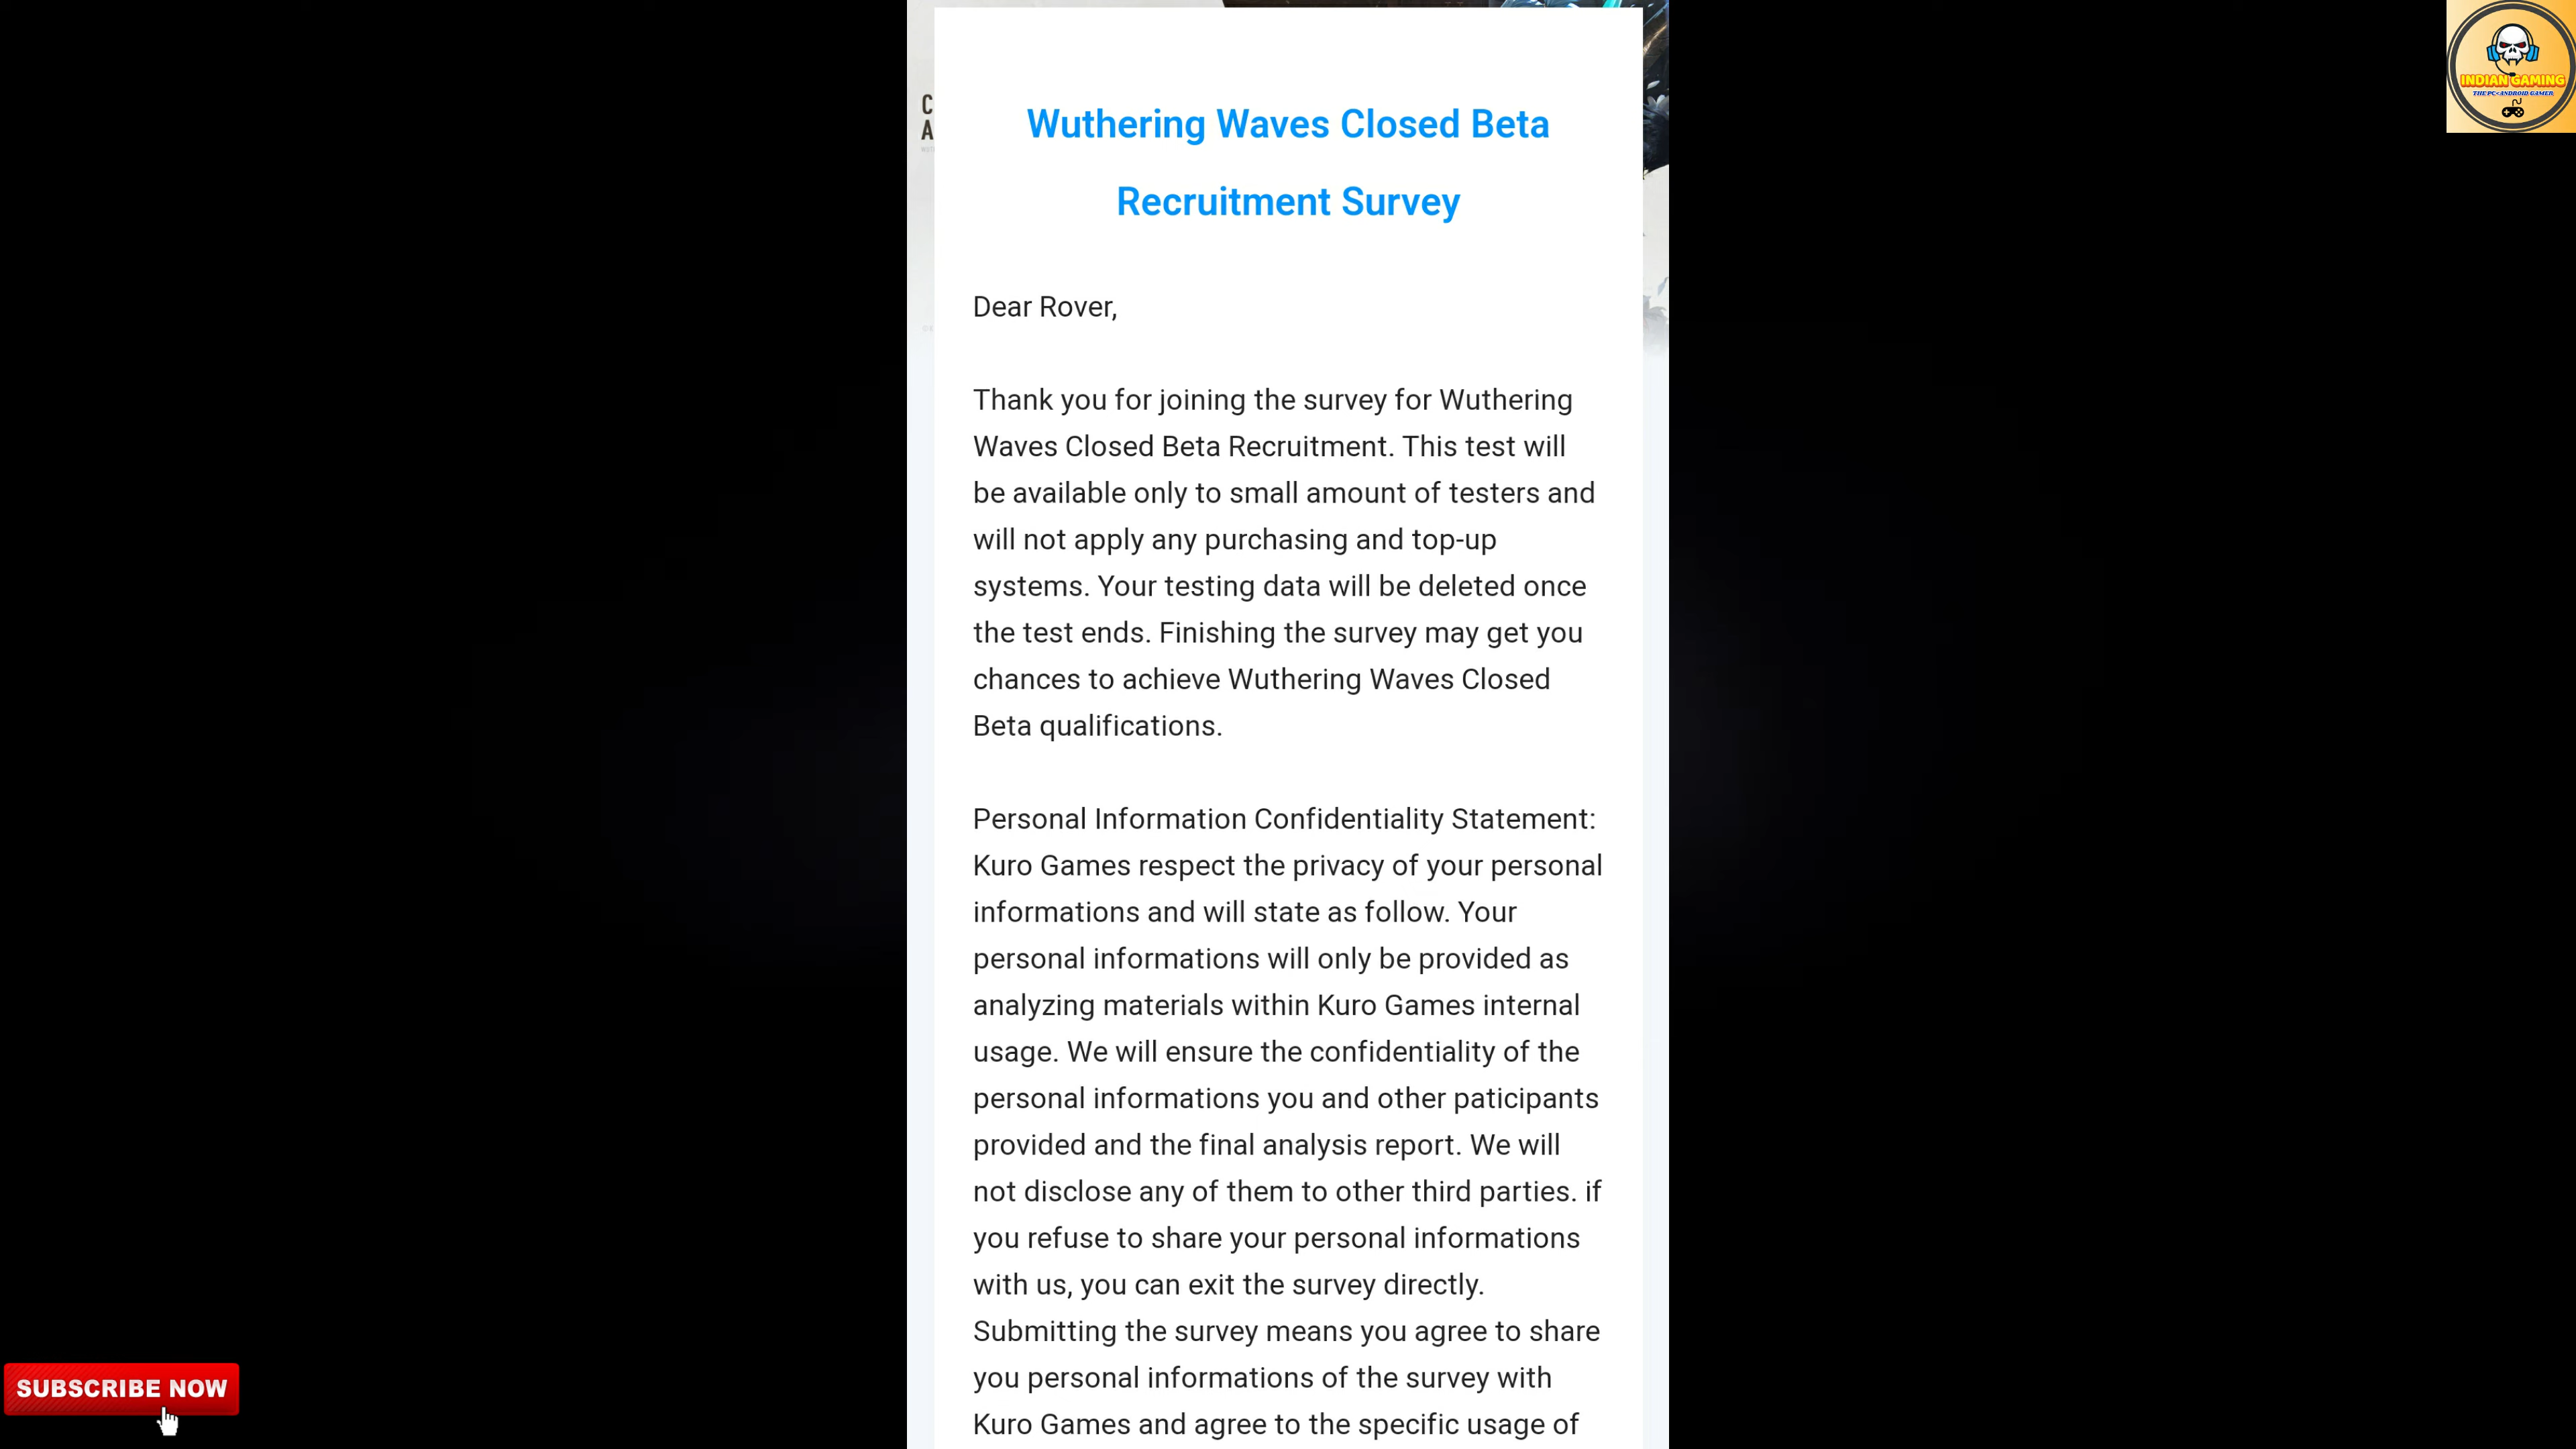 Wuthering Waves Closed Beta
Recruitment Survey
Dear Rover,
Thank you for joining the survey for Wuthering
Waves Closed Beta Recruitment. This test will
be available only to small amount of testers and
will not apply any purchasing and top-up
systems. Your testing data will be deleted once
the test ends. Finishing the survey may get you
chances to achieve Wuthering Waves Closed
Beta qualifications.
Personal Information Confidentiality Statement:
Kuro Games respect the privacy of your personal
informations and will state as follow. Your
personal informations will only be provided as
analyzing materials within Kuro Games internal
usage. We will ensure the confidentiality of the
personal informations you and other paticipants
provided and the final analysis report. We will
not disclose any of them to other third parties. if
you refuse to share your personal informations
with us, you can exit the survey directly.
Submitting the survey means you agree to share
you personal informations of the survey with
Kuro Games and agree to the specific usage of
C
A
INDIAN GAMING
THE PC+ANDROID GAMER
SUBSCRIBE NOW